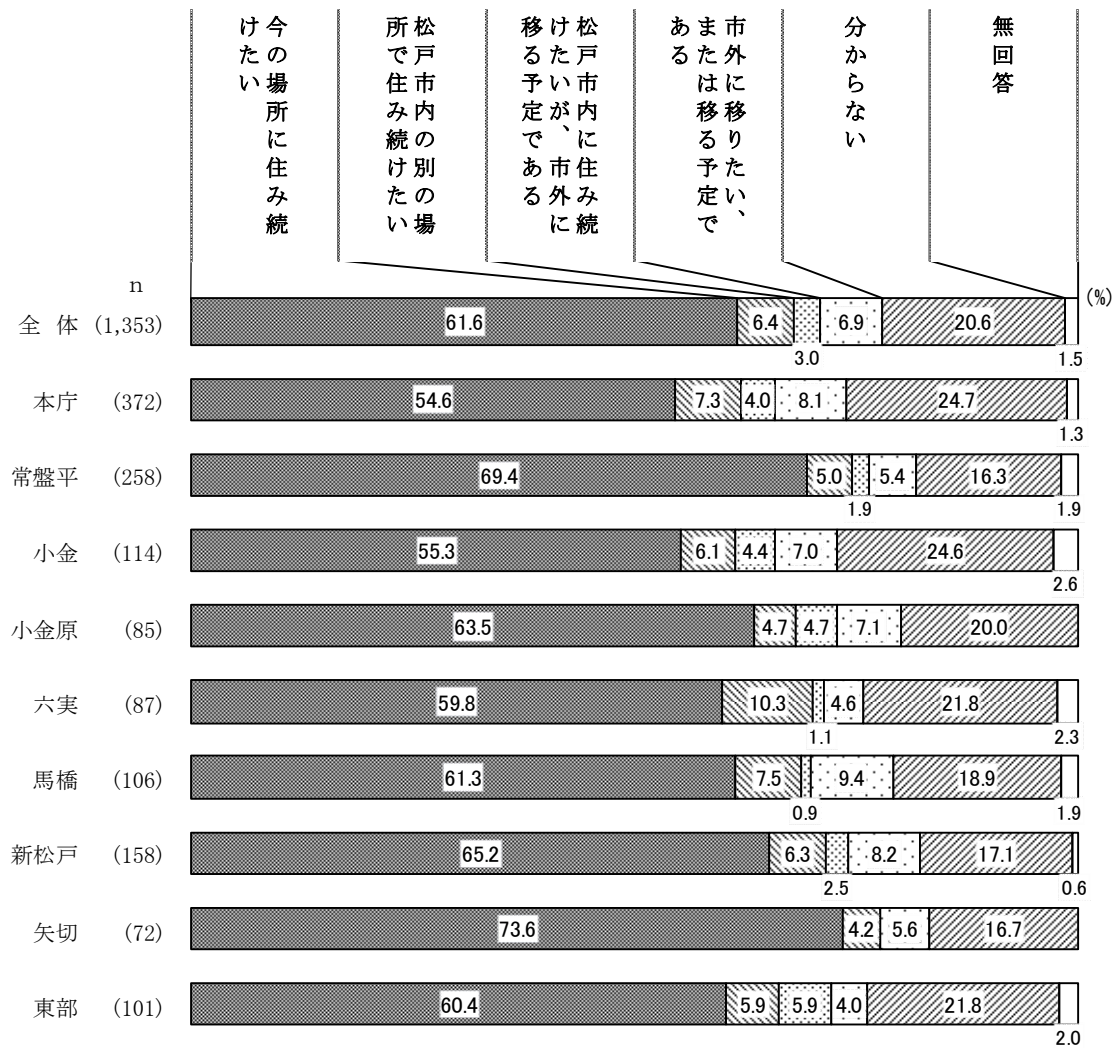 今の場所に住み続
けたい
松戸市内の別の場
所で住み続けたい
松戸市内に住み続
けたいが、市外に
移る予定である
市外に移りたい、
または移る予定で
ある
分からない
無回答
n
(%)
全 体 (1,353) 61.6 6.4 3.0 6.9 20.6 1.5
本庁 (372) 54.6 7.3 4.0 8.1 24.7 1.3
常盤平 (258) 69.4 5.0 1.9 5.4 16.3 1.9
小金 (114) 55.3 6.1 4.4 7.0 24.6 2.6
小金原 (85) 63.5 4.7 4.7 7.1 20.0
六実 (87) 59.8 10.3 1.1 4.6 21.8 2.3
馬橋 (106) 61.3 7.5 0.9 9.4 18.9 1.9
新松戸 (158) 65.2 6.3 2.5 8.2 17.1 0.6
矢切 (72) 73.6 4.2 5.6 16.7
東部 (101) 60.4 5.9 5.9 4.0 21.8 2.0